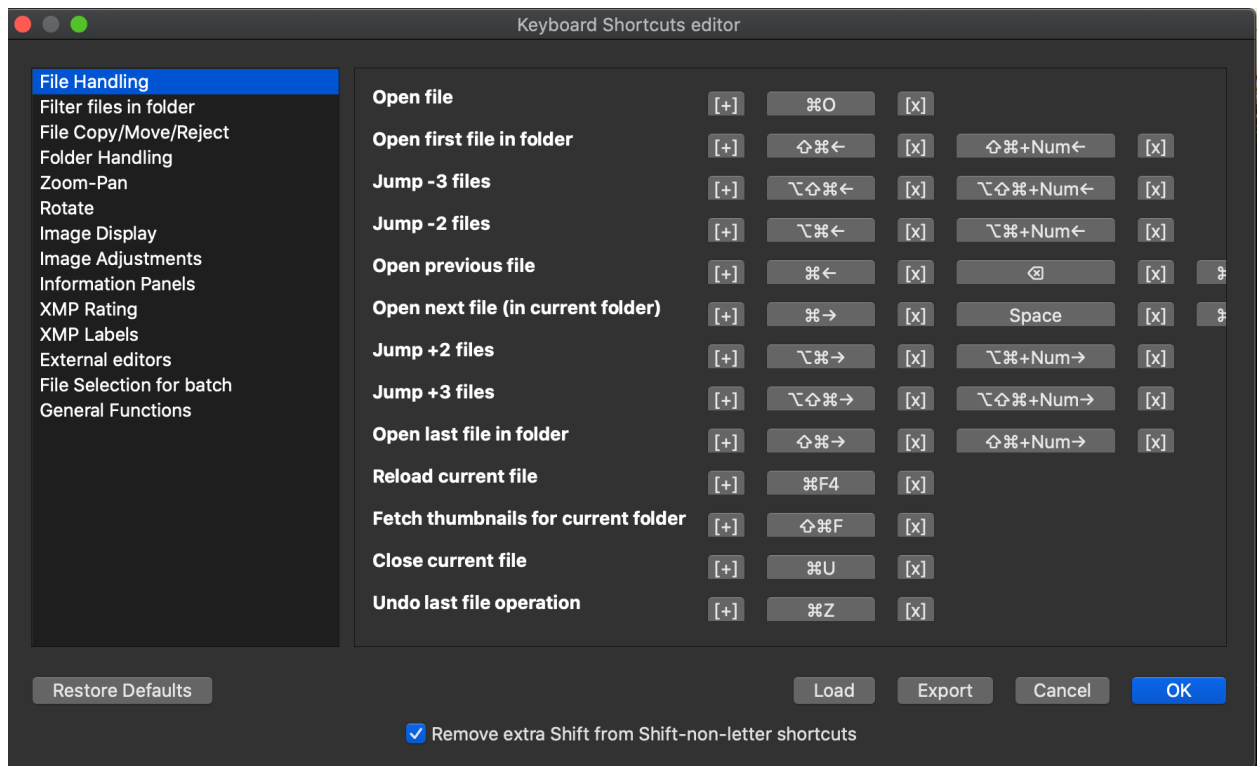 Keyboard Shortcuts editor
File Handling
Filter files in folder
File Copy/Move/Reject
Folder Handling
Zoom-Pan
Rotate
Image Display
Image Adjustments
Information Panels
XMP Rating
XMP Labels
External editors
File Selection for batch
General Functions
Open file [+] ⌘O [x]
Open first file in folder [+] ⇧⌘← [x] ⇧⌘+Num← [x]
Jump -3 files [+] ⌥⇧⌘← [x] ⌥⇧⌘+Num← [x]
Jump -2 files [+] ⌥⌘← [x] ⌥⌘+Num← [x]
Open previous file [+] ⌘← [x] ⌫ [x] ⌘
Open next file (in current folder) [+] ⌘→ [x] Space [x] ⌘
Jump +2 files [+] ⌥⌘→ [x] ⌥⌘+Num→ [x]
Jump +3 files [+] ⌥⇧⌘→ [x] ⌥⇧⌘+Num→ [x]
Open last file in folder [+] ⇧⌘→ [x] ⇧⌘+Num→ [x]
Reload current file [+] ⌘F4 [x]
Fetch thumbnails for current folder [+] ⇧⌘F [x]
Close current file [+] ⌘U [x]
Undo last file operation [+] ⌘Z [x]
Restore Defaults Load Export Cancel OK
Remove extra Shift from Shift-non-letter shortcuts